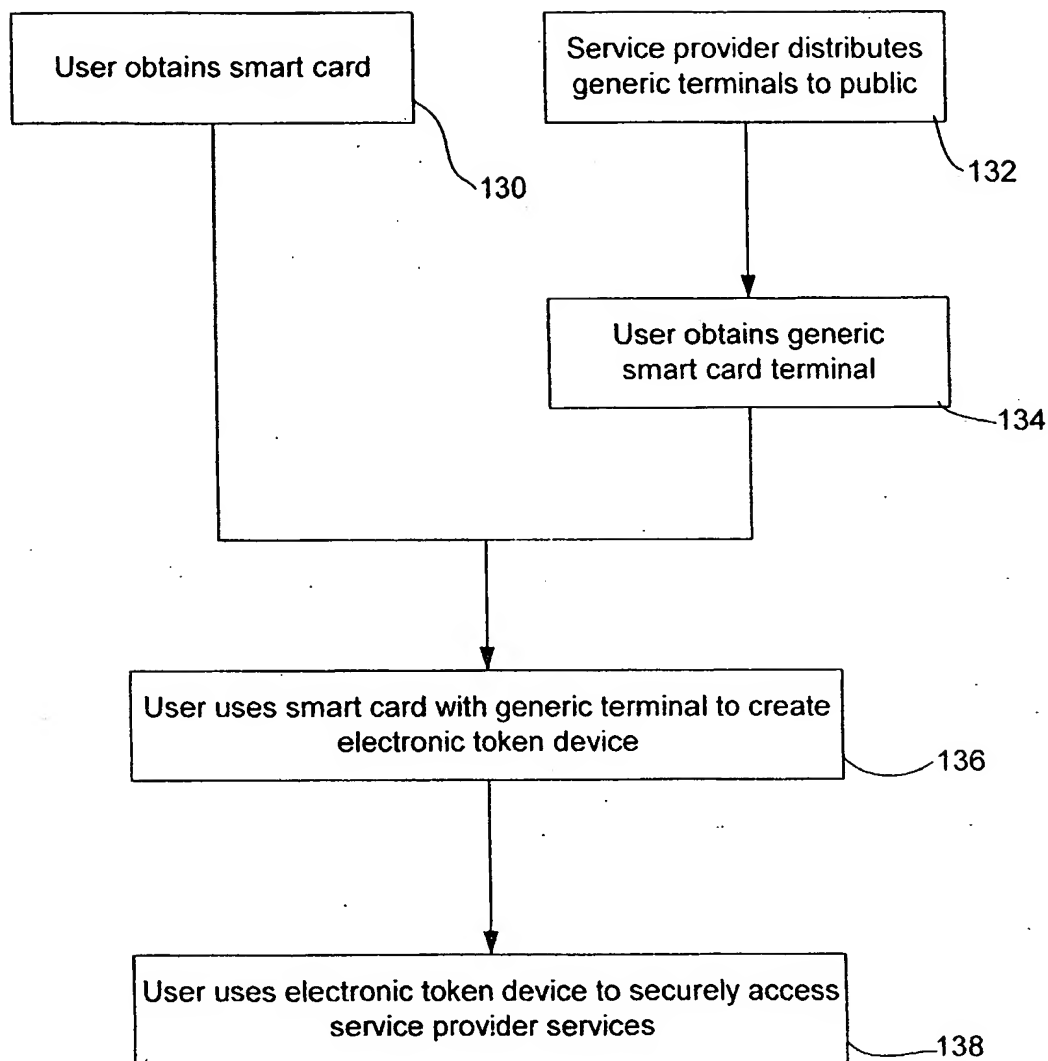 User obtains smart card
130
Service provider distributes
generic terminals to public
132
User obtains generic
smart card terminal
134
User uses smart card with generic terminal to create
electronic token device
136
User uses electronic token device to securely access
service provider services
138